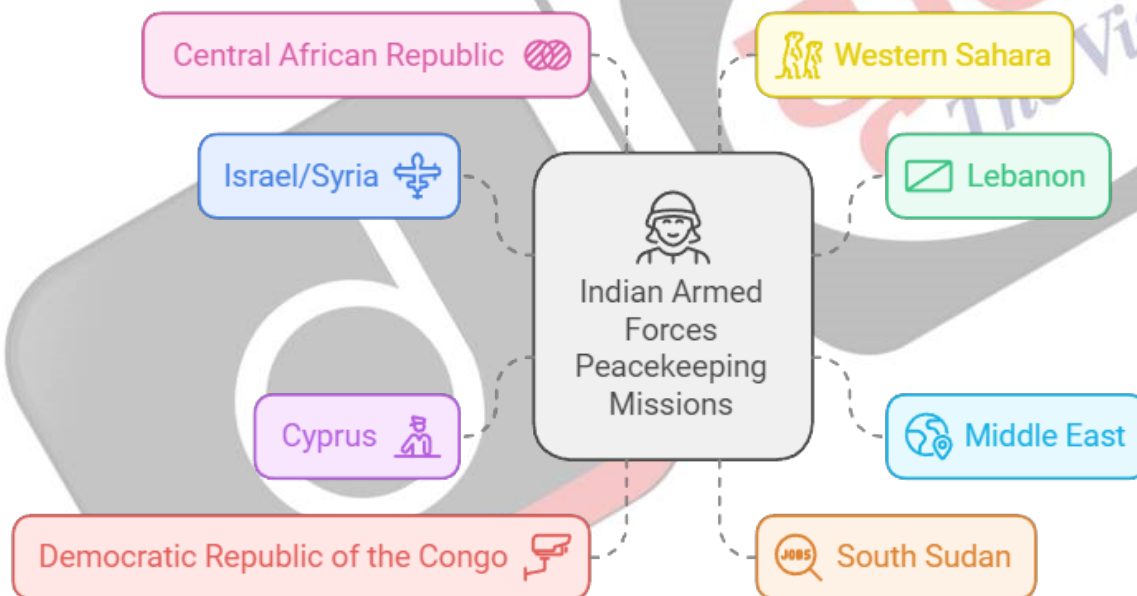 Central African Republic
Western Sahara
Israel/Syria
Lebanon
Indian Armed
Forces
Peacekeeping
Missions
Cyprus
Middle East
Democratic Republic of the Congo
JOBS
South Sudan
The